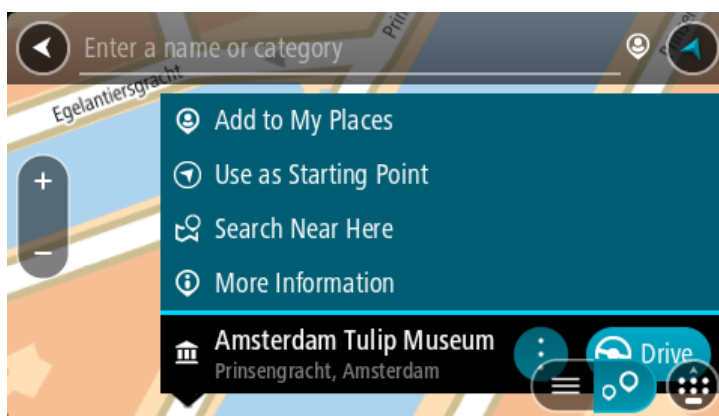 Enter a name or category
Prin
Egelantiersgracht
Add to My Places
Use as Starting Point
Search Near Here
More Information
Amsterdam Tulip Museum
Prinsengracht, Amsterdam
Drive